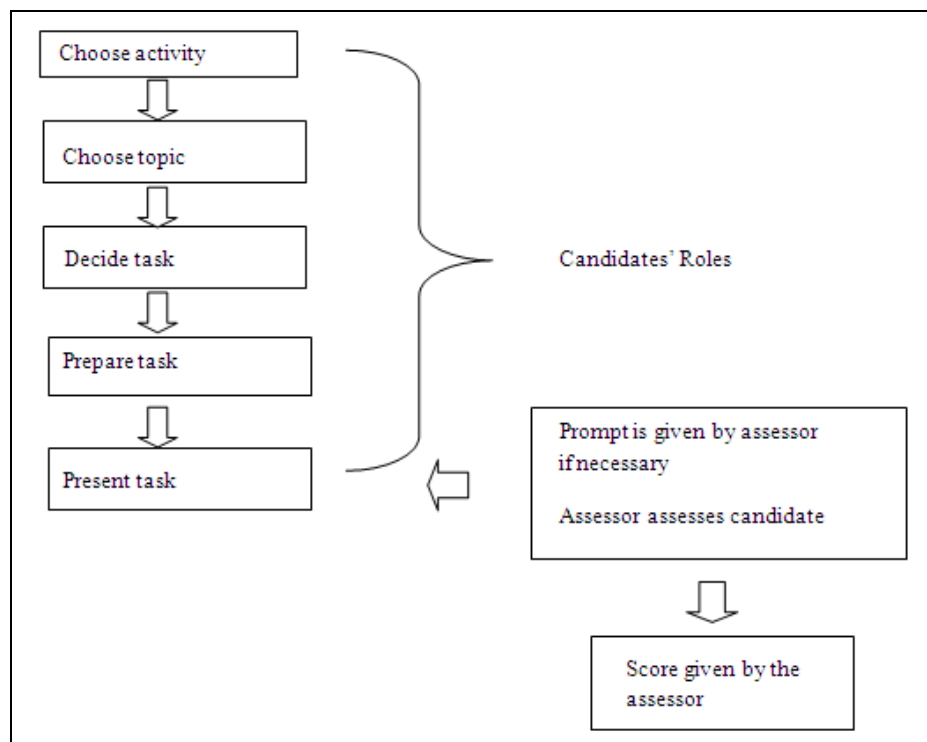 Choose activity
Choose topic
Decide task
Prepare task
Present task
Candidates’ Roles
Prompt is given by assessor
if necessary
Assessor assesses candidate
Score given by the
assessor